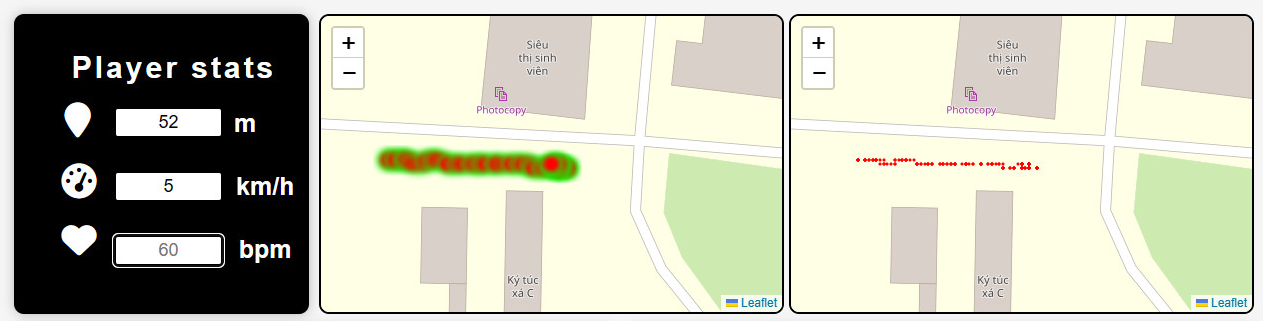 Player stats
52 m
5 km/h
60 bpm
+
−
Siêu
thị sinh
viên
Photocopy
Ký túc
xá C
Leaflet
+
−
Siêu
thị sinh
viên
Photocopy
Ký túc
xá C
Leaflet